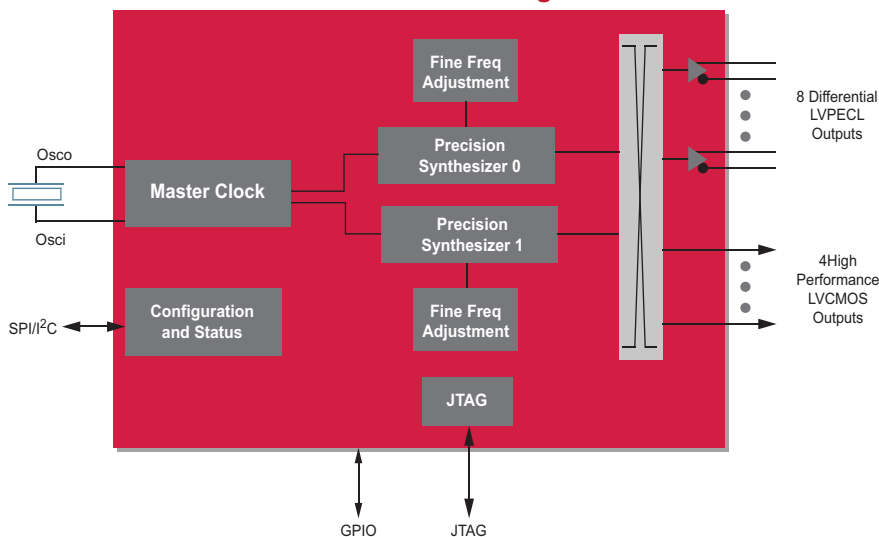 Fine Freq
Adjustment
8 Differential
LVPECL
Outputs
Osco
Precision
Synthesizer 0
Master Clock
Precision
Synthesizer 1
Osci
4High
Performance
LVCMOS
Outputs
Configuration
and Status
Fine Freq
Adjustment
SPI/I²C
JTAG
GPIO
JTAG